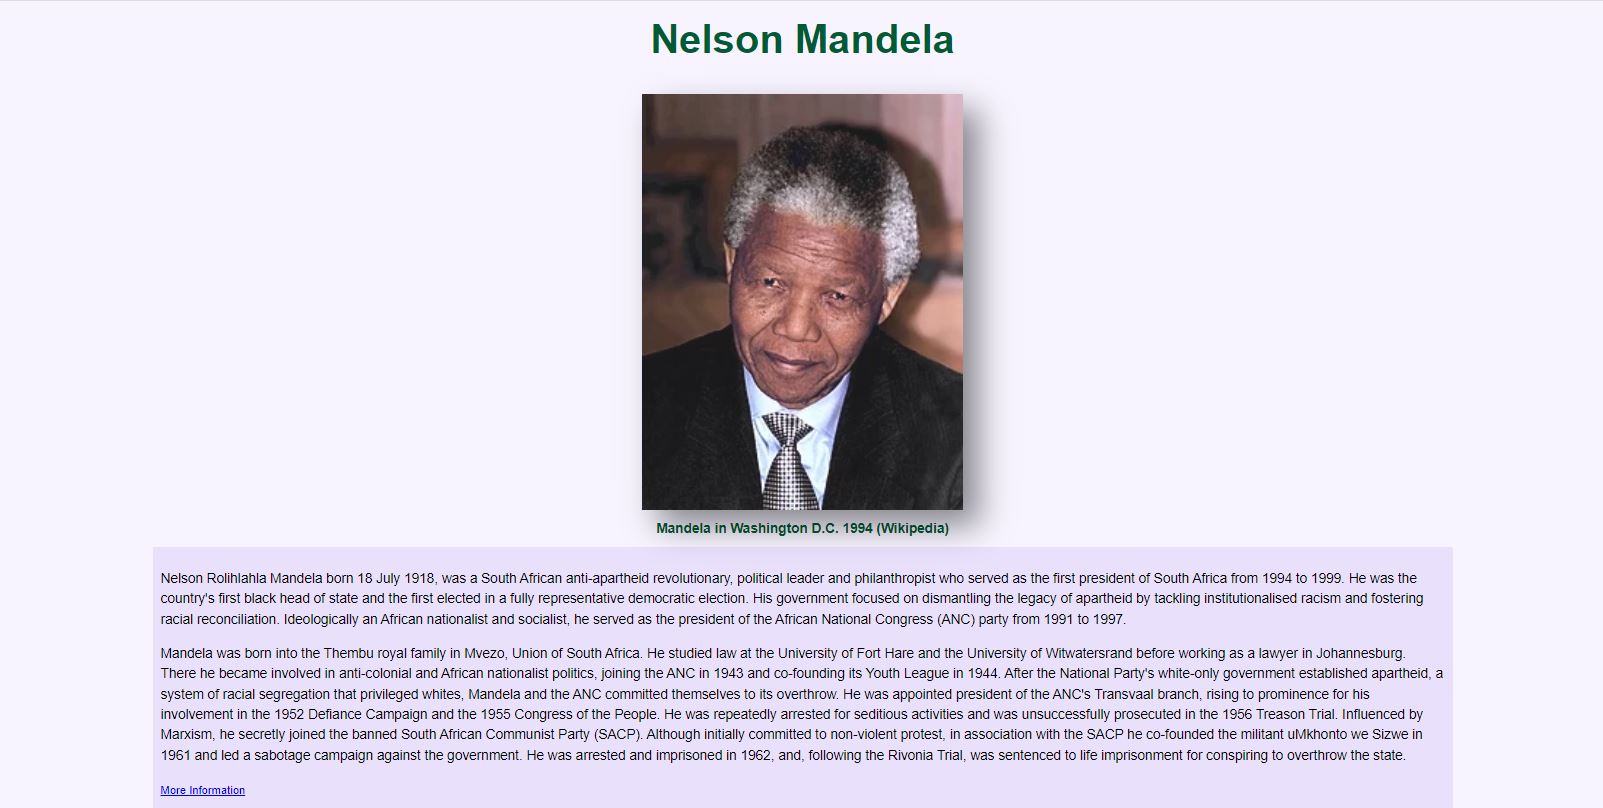 Nelson Mandela
Mandela in Washington D.C. 1994 (Wikipedia)
Nelson Rolihlahla Mandela born 18 July 1918, was a South African anti-apartheid revolutionary, political leader and philanthropist who served as the first president of South Africa from 1994 to 1999. He was the
country's first black head of state and the first elected in a fully representative democratic election. His government focused on dismantling the legacy of apartheid by tackling institutionalised racism and fostering
racial reconciliation. Ideologically an African nationalist and socialist, he served as the president of the African National Congress (ANC) party from 1991 to 1997.
Mandela was born into the Thembu royal family in Mvezo, Union of South Africa. He studied law at the University of Fort Hare and the University of Witwatersrand before working as a lawyer in Johannesburg.
There he became involved in anti-colonial and African nationalist politics, joining the ANC in 1943 and co-founding its Youth League in 1944. After the National Party's white-only government established apartheid, a
system of racial segregation that privileged whites, Mandela and the ANC committed themselves to its overthrow. He was appointed president of the ANC's Transvaal branch, rising to prominence for his
involvement in the 1952 Defiance Campaign and the 1955 Congress of the People. He was repeatedly arrested for seditious activities and was unsuccessfully prosecuted in the 1956 Treason Trial. Influenced by
Marxism, he secretly joined the banned South African Communist Party (SACP). Although initially committed to non-violent protest, in association with the SACP he co-founded the militant uMkhonto we Sizwe in
1961 and led a sabotage campaign against the government. He was arrested and imprisoned in 1962, and, following the Rivonia Trial, was sentenced to life imprisonment for conspiring to overthrow the state.
More Information